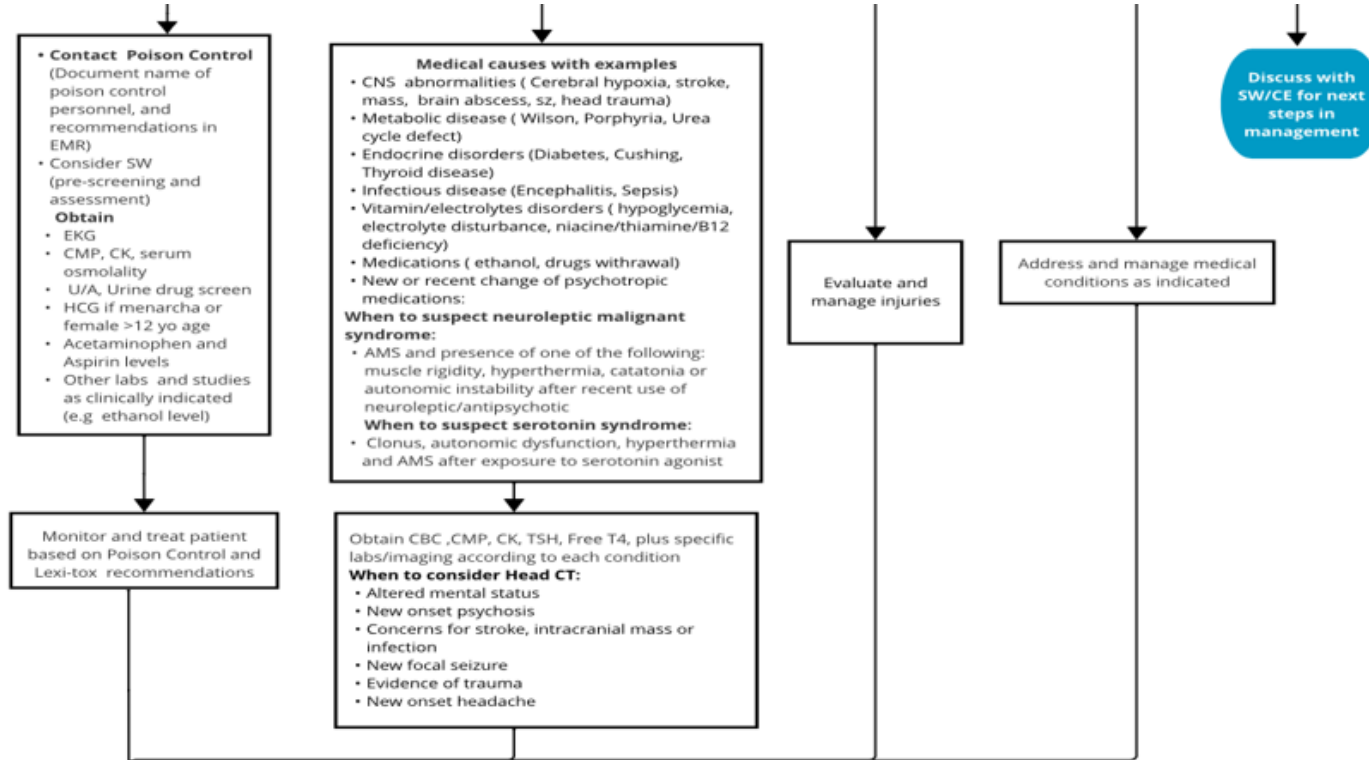 • Contact Poison Control
(Document name of
poison control
personnel, and
recommendations in
EMR)
• Consider SW
(pre-screening and
assessment)
Obtain
• EKG
• CMP, CK, serum
osmolality
• U/A, Urine drug screen
• HCG if menarcha or
female >12 yo age
• Acetaminophen and
Aspirin levels
• Other labs and studies
as clinically indicated
(e.g ethanol level)
Monitor and treat patient
based on Poison Control and
Lexi-tox recommendations
Medical causes with examples
• CNS abnormalities ( Cerebral hypoxia, stroke,
mass, brain abscess, sz, head trauma)
• Metabolic disease ( Wilson, Porphyria, Urea
cycle defect)
• Endocrine disorders (Diabetes, Cushing,
Thyroid disease)
• Infectious disease (Encephalitis, Sepsis)
• Vitamin/electrolytes disorders ( hypoglycemia,
electrolyte disturbance, niacine/thiamine/B12
deficiency)
• Medications ( ethanol, drugs withrawal)
• New or recent change of psychotropic
medications:
When to suspect neuroleptic malignant
syndrome:
• AMS and presence of one of the following:
muscle rigidity, hyperthermia, catatonia or
autonomic instability after recent use of
neuroleptic/antipsychotic
When to suspect serotonin syndrome:
• Clonus, autonomic dysfunction, hyperthermia
and AMS after exposure to serotonin agonist
Obtain CBC ,CMP, CK, TSH, Free T4, plus specific
labs/imaging according to each condition
When to consider Head CT:
• Altered mental status
• New onset psychosis
• Concerns for stroke, intracranial mass or
infection
• New focal seizure
• Evidence of trauma
• New onset headache
Evaluate and
manage injuries
Address and manage medical
conditions as indicated
Discuss with
SW/CE for next
steps in
management